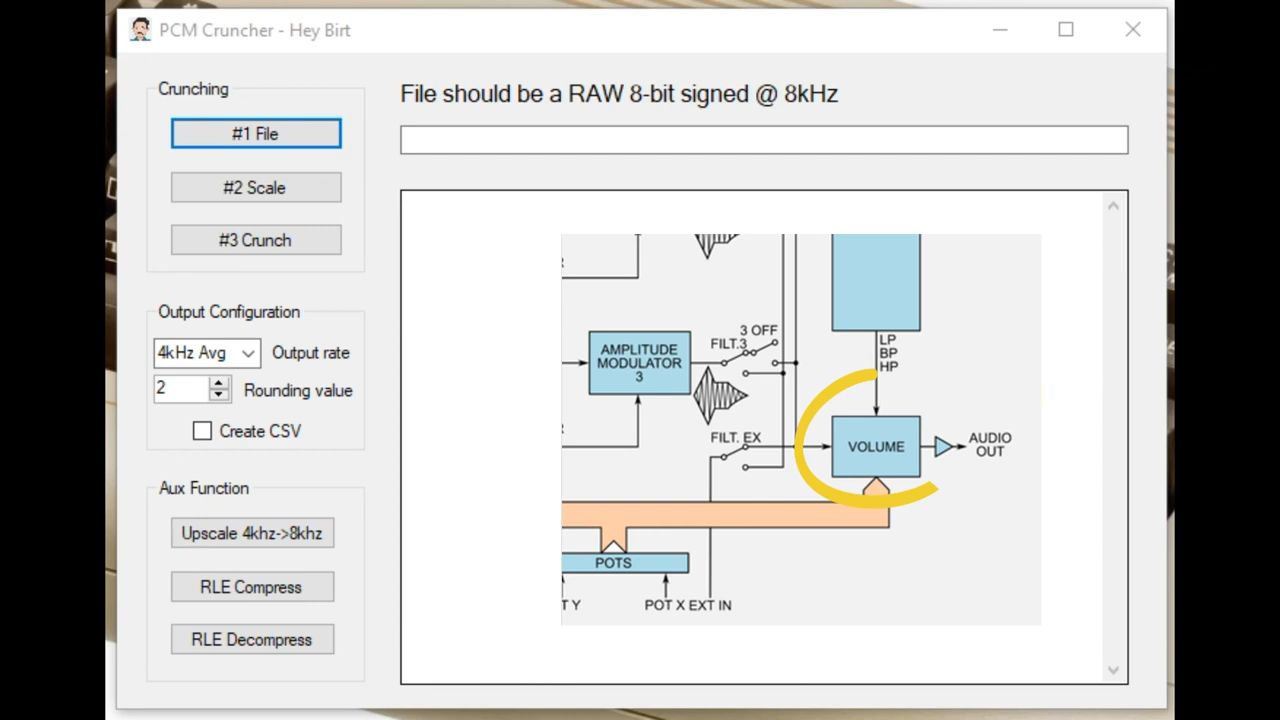 PCM Cruncher - Hey Birt
Crunching
#1 File
#2 Scale
#3 Crunch
File should be a RAW 8-bit signed @ 8kHz
Output Configuration
4kHz Avg
Output rate
2
Rounding value
Create CSV
Aux Function
Upscale 4khz->8khz
RLE Compress
RLE Decompress
AMPLITUDE
MODULATOR
3
3 OFF
FILT.3
LP
BP
HP
FILT. EX
VOLUME
AUDIO
OUT
POTS
T Y
POT X
EXT IN